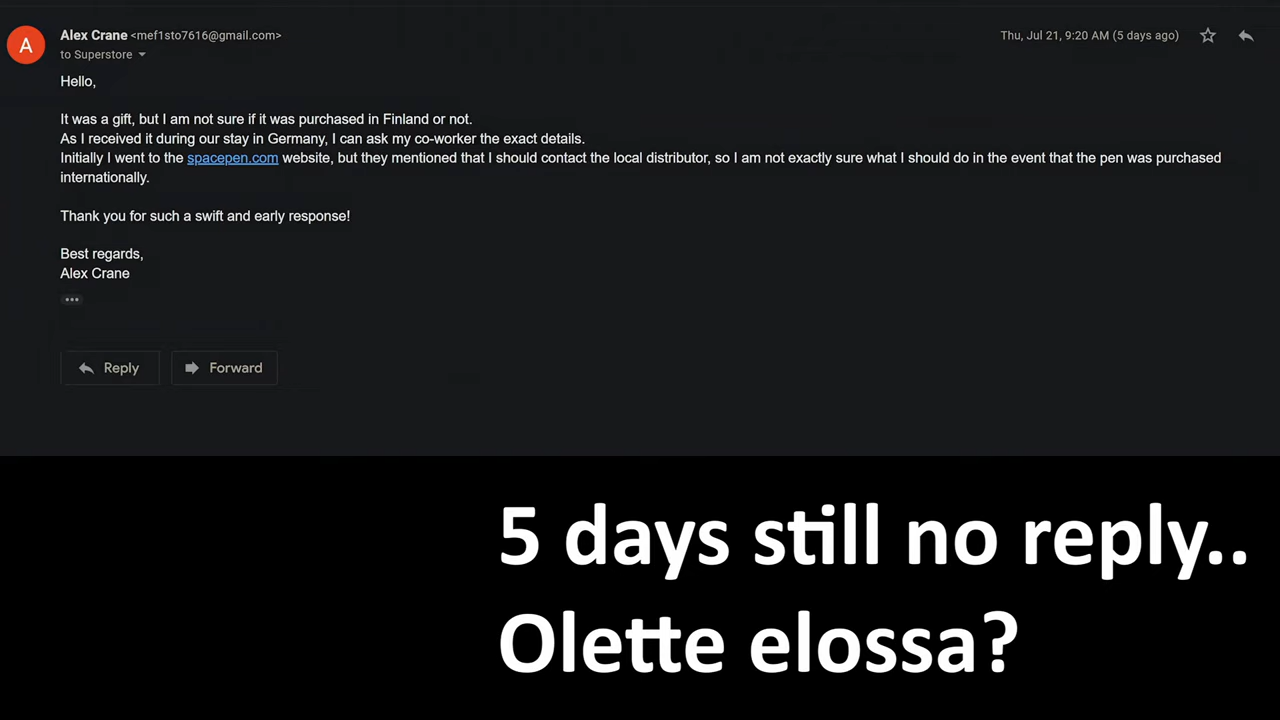 A
Alex Crane <mef1sto7616@gmail.com>
Thu, Jul 21, 9:20 AM (5 days ago)
to Superstore
Hello,
It was a gift, but I am not sure if it was purchased in Finland or not.
As I received it during our stay in Germany, I can ask my co-worker the exact details.
Initially I went to the spacepen.com website, but they mentioned that I should contact the local distributor, so I am not exactly sure what I should do in the event that the pen was purchased
internationally.
Thank you for such a swift and early response!
Best regards,
Alex Crane
Reply
Forward
5 days still no reply..
Olette elossa?